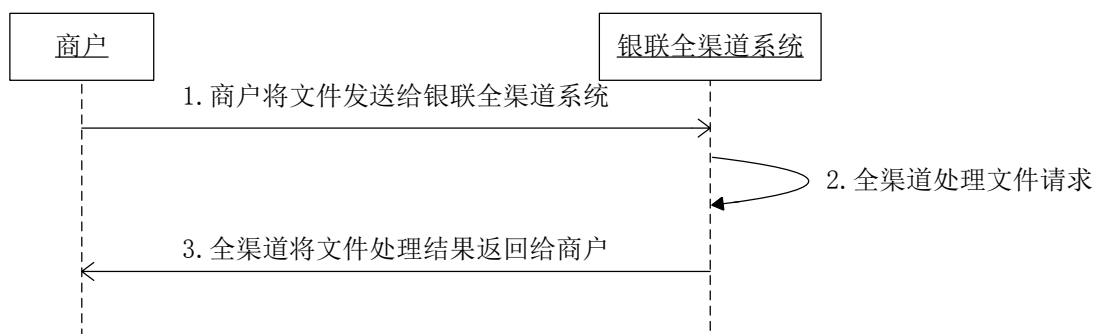 商户
银联全渠道系统
1.商户将文件发送给银联全渠道系统
2.全渠道处理文件请求
3.全渠道将文件处理结果返回给商户